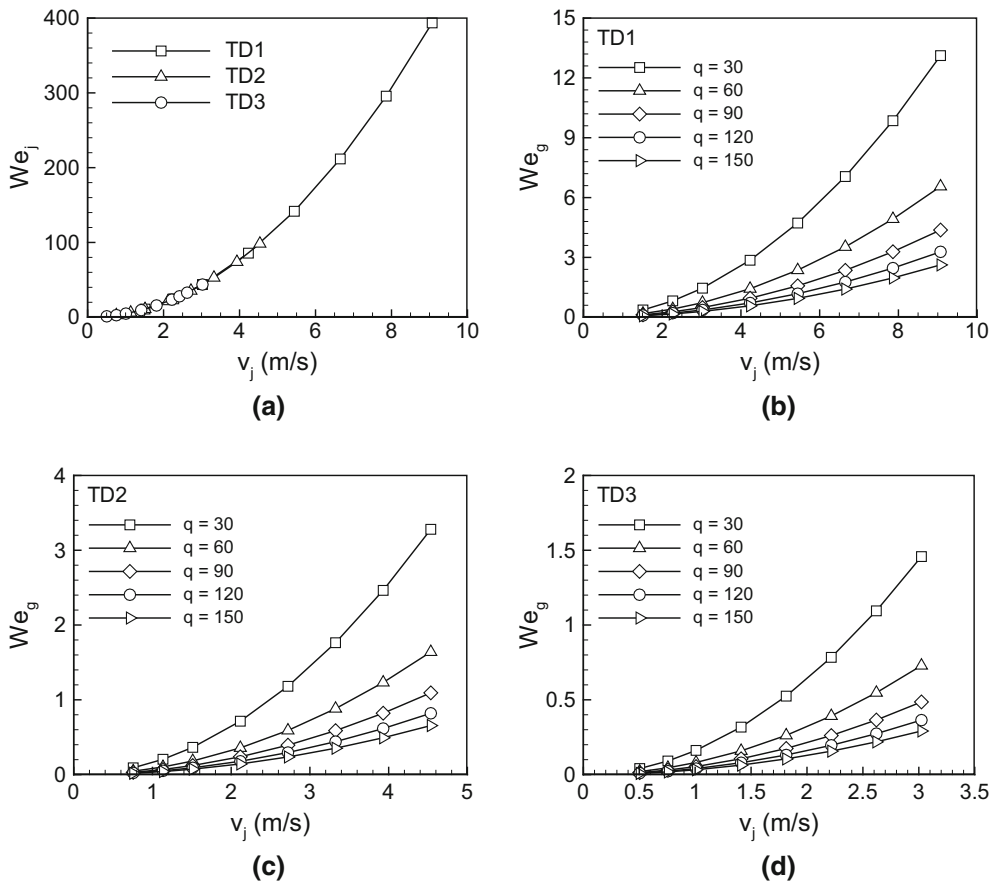 400
300
200
100
0
We_j
TD1
TD2
TD3
0 2 4 6 8 10
v_j (m/s)
(a)
15
12
9
6
3
0
We_g
TD1
q = 30
q = 60
q = 90
q = 120
q = 150
0 2 4 6 8 10
v_j (m/s)
(b)
4
3
2
1
0
We_g
TD2
q = 30
q = 60
q = 90
q = 120
q = 150
0 1 2 3 4 5
v_j (m/s)
(c)
2
1.5
1
0.5
0
We_g
TD3
q = 30
q = 60
q = 90
q = 120
q = 150
0 0.5 1 1.5 2 2.5 3 3.5
v_j (m/s)
(d)